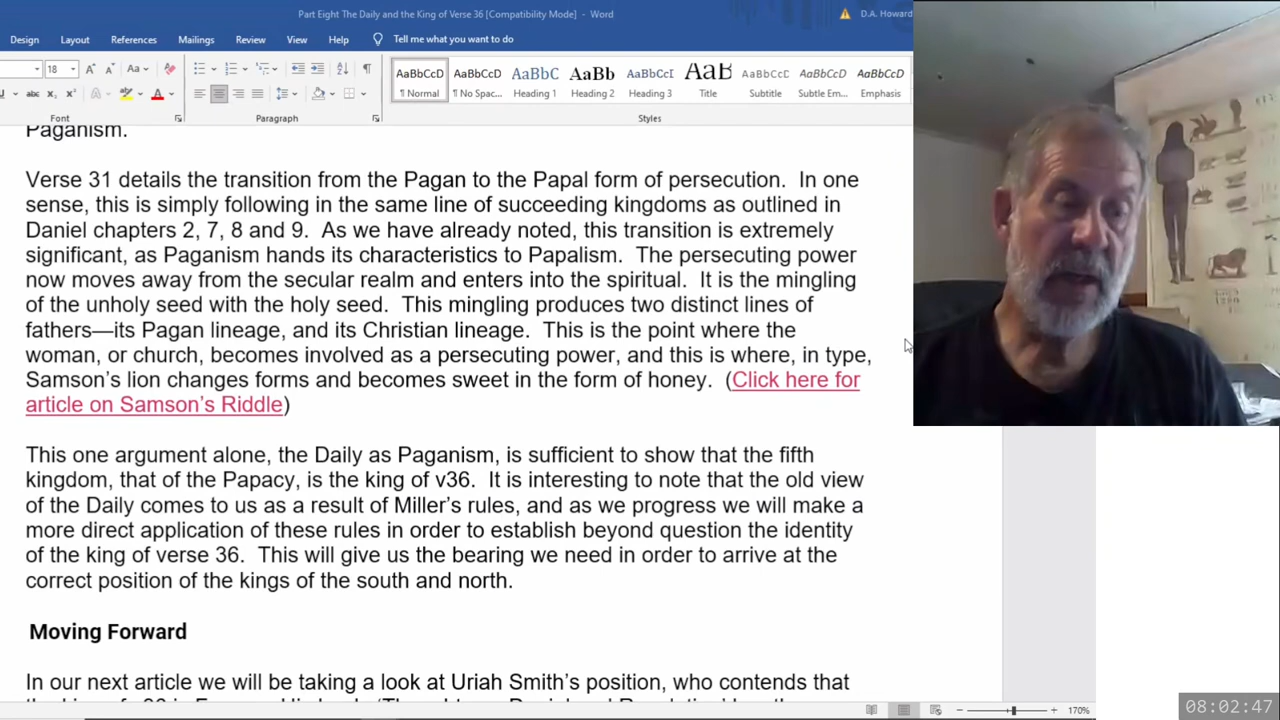 Part Eight The Daily and the King of Verse 36 [Compatibility Mode] - Word
D.A. Howard
Design Layout References Mailings Review View Help Tell me what you want to do
18
Aa
AaBbCcD AaBbCcD AaBbC AaBb AaBbCcI AaB AaBbCcD AaBbCcD AaBbCcD
¶ Normal ¶ No Spac... Heading 1 Heading 2 Heading 3 Title Subtitle Subtle Em... Emphasis
Font Paragraph Styles
Paganism.
Verse 31 details the transition from the Pagan to the Papal form of persecution. In one
sense, this is simply following in the same line of succeeding kingdoms as outlined in
Daniel chapters 2, 7, 8 and 9. As we have already noted, this transition is extremely
significant, as Paganism hands its characteristics to Papalism. The persecuting power
now moves away from the secular realm and enters into the spiritual. It is the mingling
of the unholy seed with the holy seed. This mingling produces two distinct lines of
fathers—its Pagan lineage, and its Christian lineage. This is the point where the
woman, or church, becomes involved as a persecuting power, and this is where, in type,
Samson's lion changes forms and becomes sweet in the form of honey. (Click here for
article on Samson's Riddle)
This one argument alone, the Daily as Paganism, is sufficient to show that the fifth
kingdom, that of the Papacy, is the king of v36. It is interesting to note that the old view
of the Daily comes to us as a result of Miller's rules, and as we progress we will make a
more direct application of these rules in order to establish beyond question the identity
of the king of verse 36. This will give us the bearing we need in order to arrive at the
correct position of the kings of the south and north.
Moving Forward
In our next article we will be taking a look at Uriah Smith's position, who contends that
170%
08:02:47